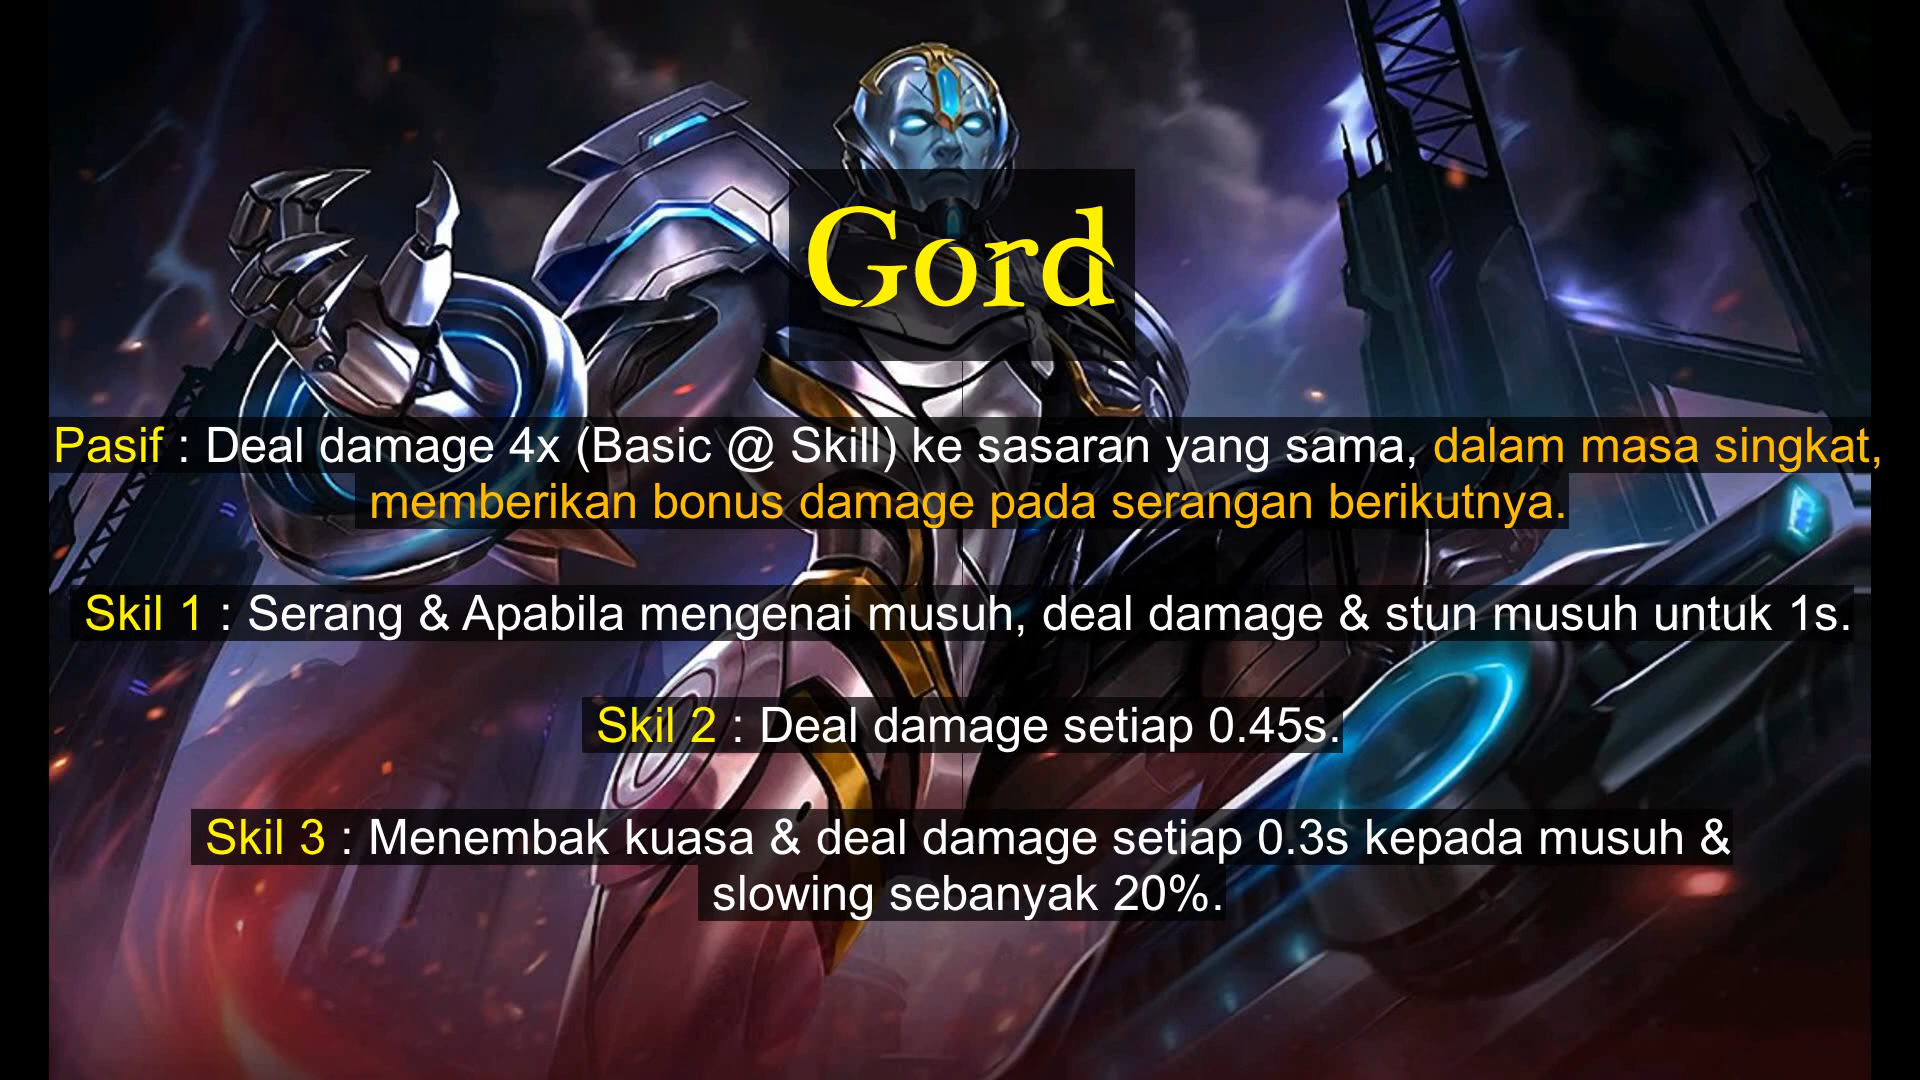 Gord
Pasif : Deal damage 4x (Basic @ Skill) ke sasaran yang sama, dalam masa singkat,
memberikan bonus damage pada serangan berikutnya.
Skil 1 : Serang & Apabila mengenai musuh, deal damage & stun musuh untuk 1s.
Skil 2 : Deal damage setiap 0.45s.
Skil 3 : Menembak kuasa & deal damage setiap 0.3s kepada musuh &
slowing sebanyak 20%.